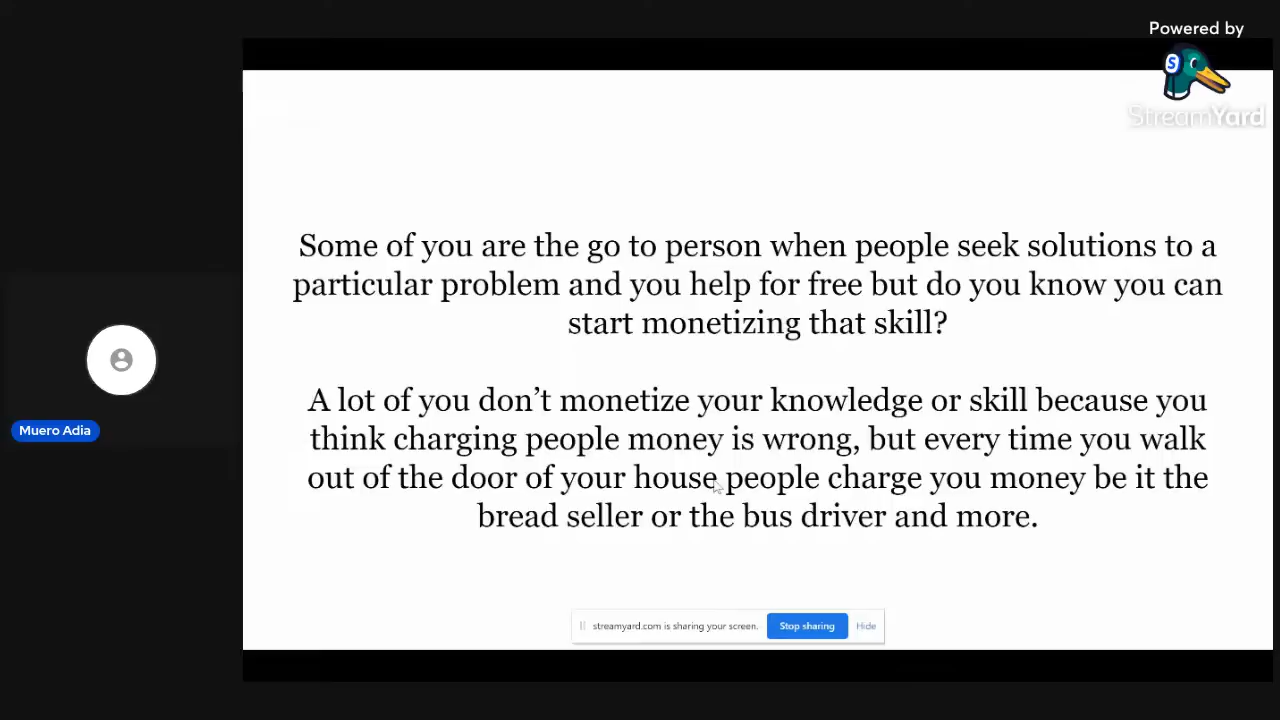 Powered by
StreamYard
Some of you are the go to person when people seek solutions to a
particular problem and you help for free but do you know you can
start monetizing that skill?
A lot of you don’t monetize your knowledge or skill because you
think charging people money is wrong, but every time you walk
out of the door of your house people charge you money be it the
bread seller or the bus driver and more.
Muero Adia
streamyard.com is sharing your screen. Stop sharing Hide